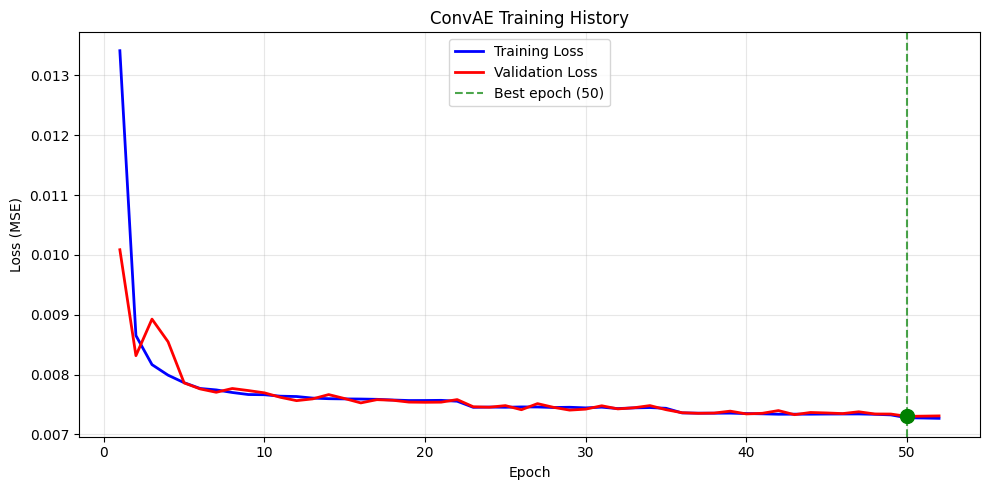 ConvAE Training History
Training Loss
Validation Loss
Best epoch (50)
Loss (MSE)
0.013
0.012
0.011
0.010
0.009
0.008
0.007
0
10
20
30
40
50
Epoch